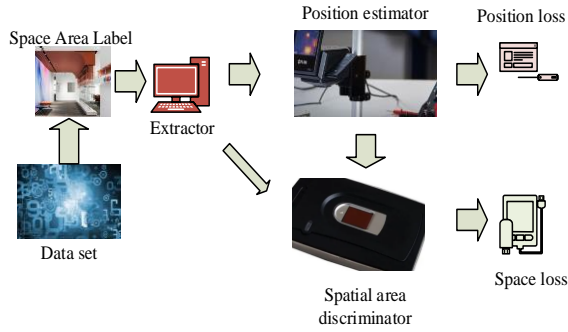 Position estimator
Position loss
Space Area Label
Extractor
Data set
Space loss
Spatial area
discriminator